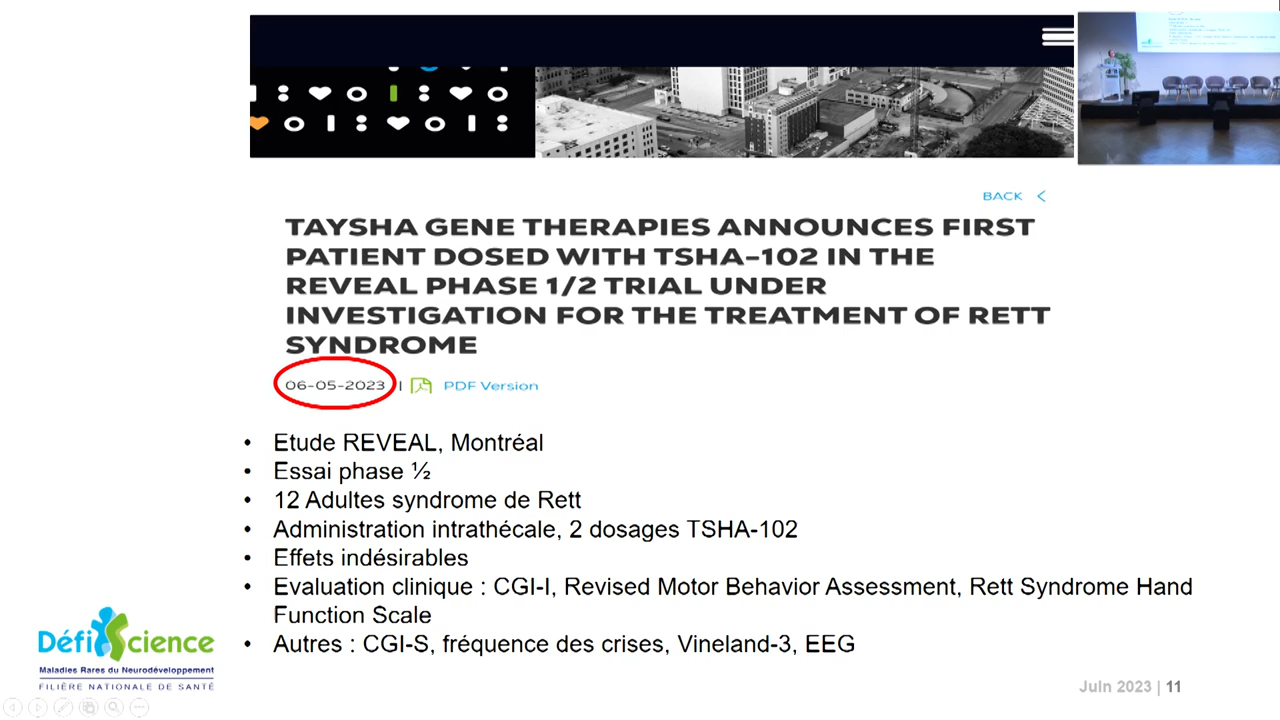 BACK
TAYSHA GENE THERAPIES ANNOUNCES FIRST
PATIENT DOSED WITH TSHA-102 IN THE
REVEAL PHASE 1/2 TRIAL UNDER
INVESTIGATION FOR THE TREATMENT OF RETT
SYNDROME
06-05-2023 | PDF Version
• Etude REVEAL, Montréal
• Essai phase ½
• 12 Adultes syndrome de Rett
• Administration intrathécale, 2 dosages TSHA-102
• Effets indésirables
• Evaluation clinique : CGI-I, Revised Motor Behavior Assessment, Rett Syndrome Hand
Function Scale
• Autres : CGI-S, fréquence des crises, Vineland-3, EEG
Défi Science
Maladies Rares du Neurodéveloppement
FILIÈRE NATIONALE DE SANTÉ
Juin 2023 | 11